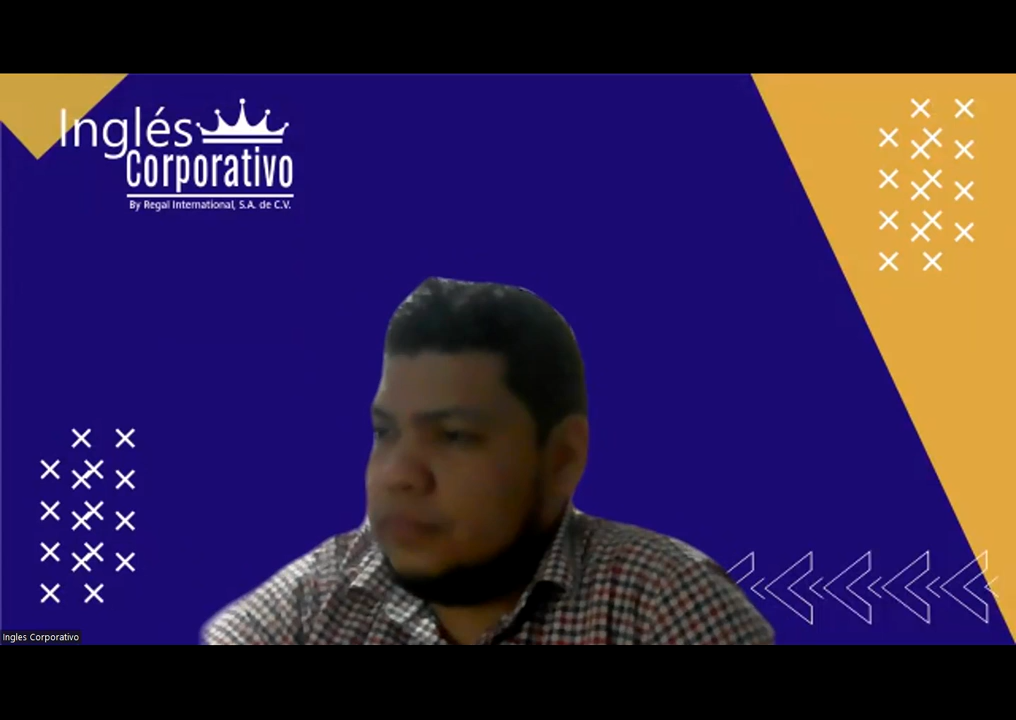 Inglés
Corporativo
By Regal International, S.A. de C.V.
Ingles Corporativo